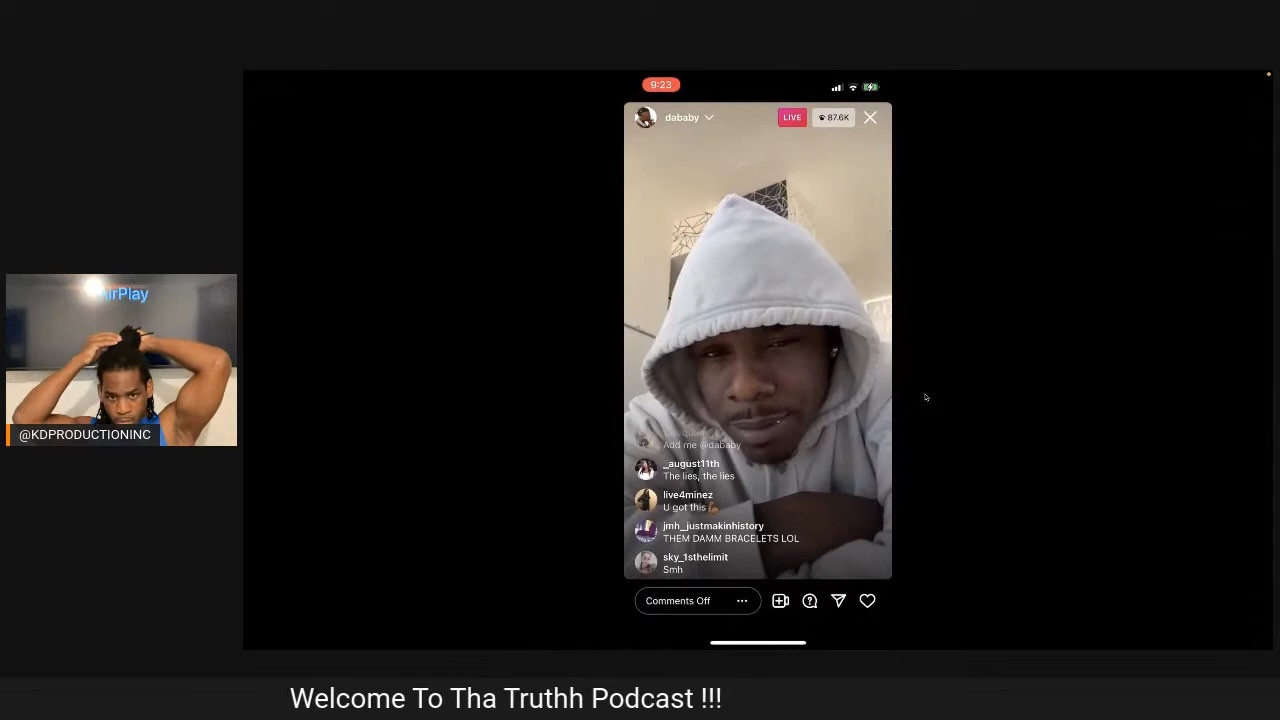 9:23
dababy
LIVE
87.6K
Add me @dababy
_august11th
The lies, the lies
live4minez
U got this💪
jmh_justmakinhistory
THEM DAMM BRACELETS LOL
sky_1sthelimit
Smh
Comments Off
irPlay
@KDPRODUCTIONINC
Welcome To Tha Truthh Podcast !!!